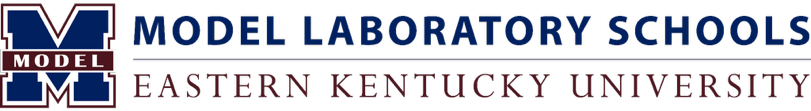 M
MODEL
MODEL LABORATORY SCHOOLS
EASTERN KENTUCKY UNIVERSITY